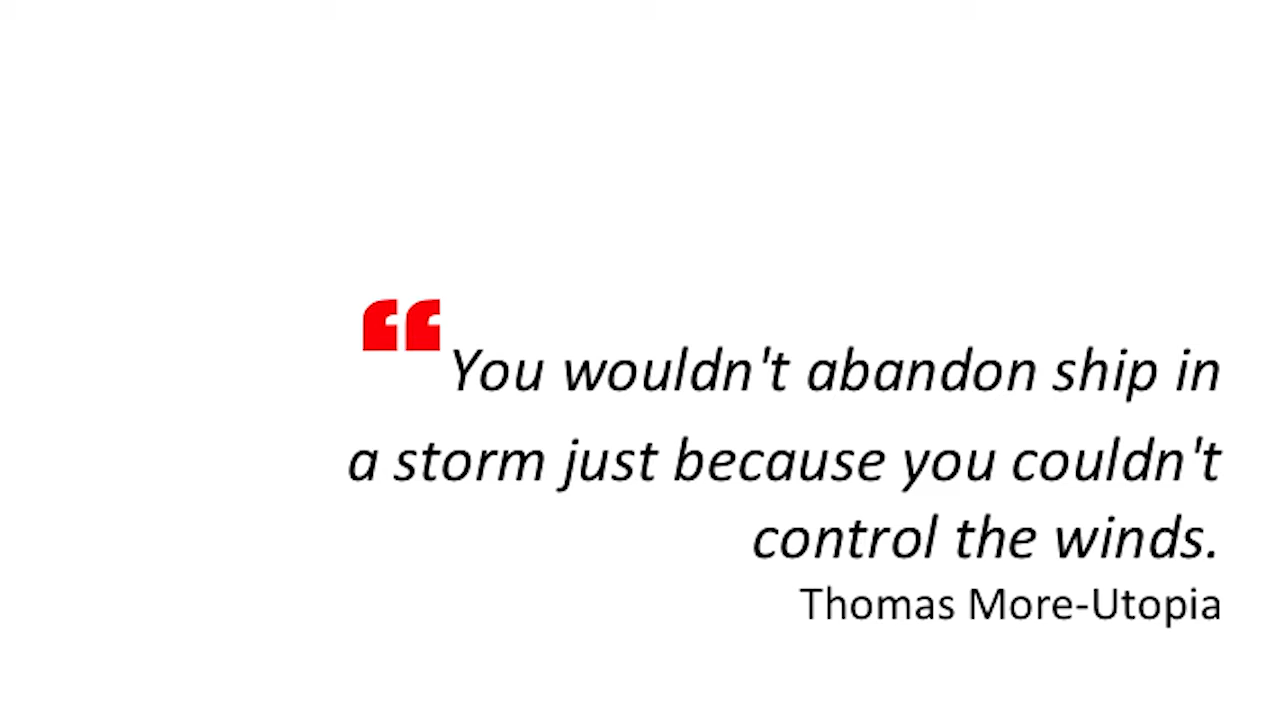 “You wouldn't abandon ship in
a storm just because you couldn't
control the winds.
Thomas More-Utopia